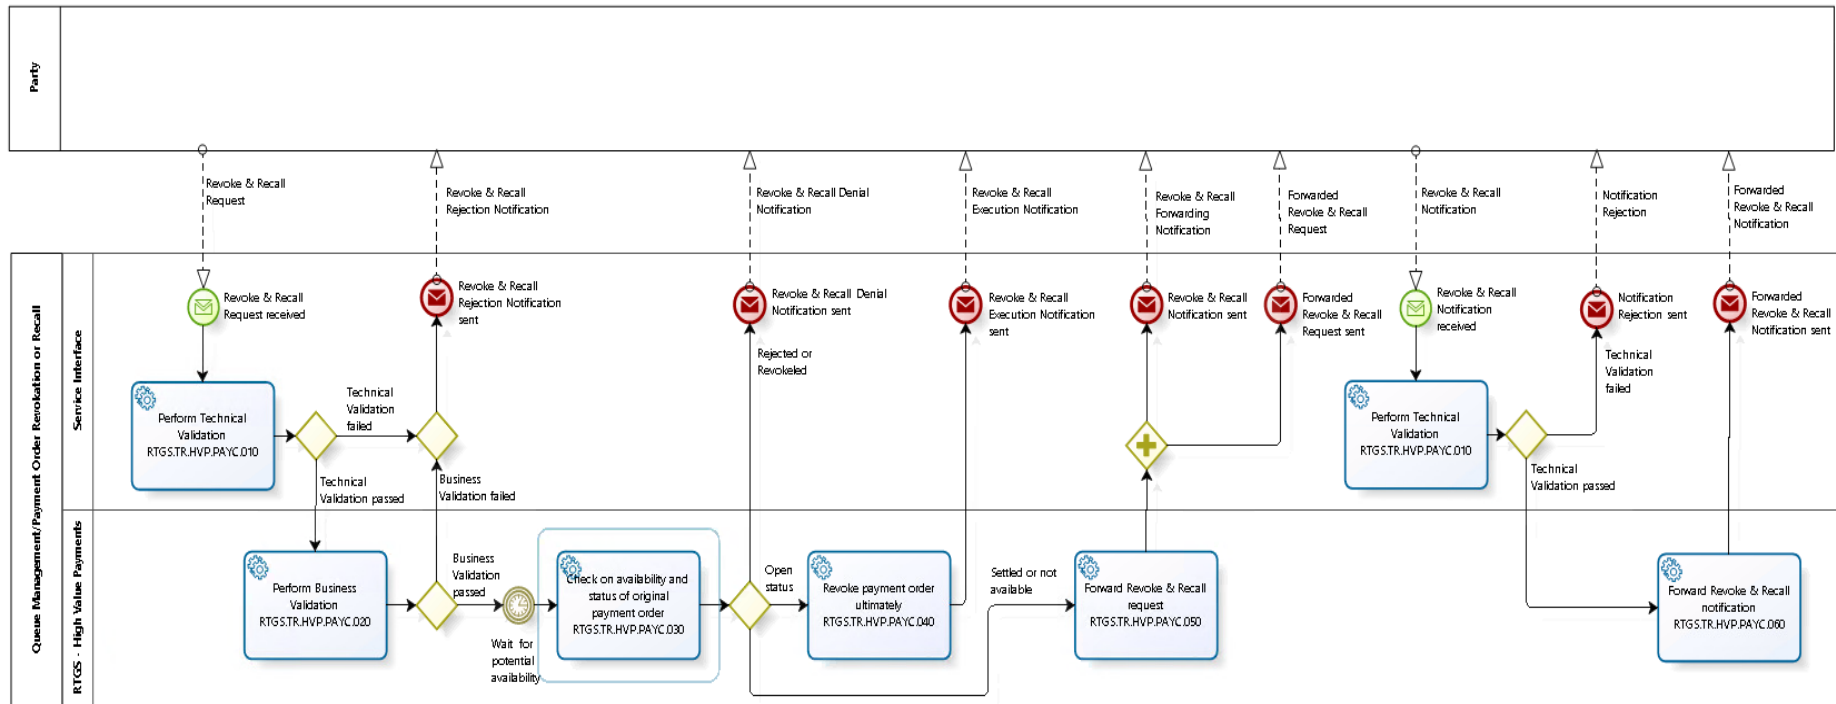 Party
Revoke & Recall
Request
Revoke & Recall
Rejection Notification
Revoke & Recall Denial
Notification
Revoke & Recall
Execution Notification
Revoke & Recall
Forwarding
Notification
Forwarded
Revoke & Recall
Request
Revoke & Recall
Notification
Notification
Rejection
Forwarded
Revoke & Recall
Notification
Queue Management/Payment Order Revokation or Recall
Service Interface
Revoke & Recall
Request received
Revoke & Recall
Rejection Notification
sent
Revoke & Recall Denial
Notification sent
Revoke & Recall
Execution Notification
sent
Revoke & Recall
Notification sent
Forwarded
Revoke & Recall
Request sent
Revoke & Recall
Notification
received
Notification
Rejection sent
Forwarded
Revoke & Recall
Notification sent
Rejected or
Revokeled
Technical
Validation
failed
Perform Technical
Validation
RTGS.TR.HVP.PAYC.010
Technical
Validation
failed
Perform Technical
Validation
RTGS.TR.HVP.PAYC.010
Technical
Validation passed
Business
Validation failed
Technical
Validation passed
RTGS - High Value Payments
Perform Business
Validation
RTGS.TR.HVP.PAYC.020
Business
Validation
passed
Wait for
potential
availability
Check on availability and
status of original
payment order
RTGS.TR.HVP.PAYC.030
Open
status
Revoke payment order
ultimately
RTGS.TR.HVP.PAYC.040
Settled or not
available
Forward Revoke & Recall
request
RTGS.TR.HVP.PAYC.050
Forward Revoke & Recall
notification
RTGS.TR.HVP.PAYC.060